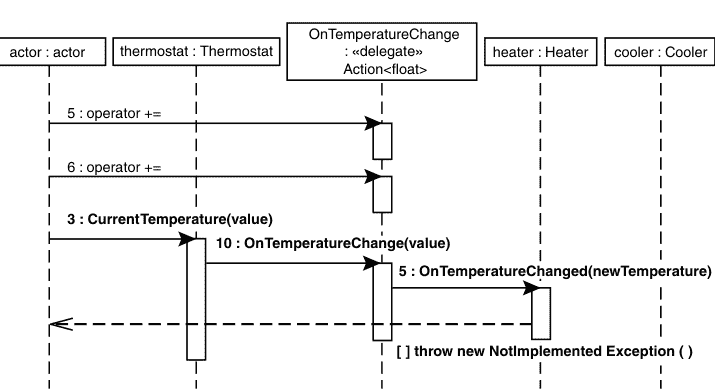 OnTemperatureChange
actor : actor
thermostat : Thermostat
: «delegate»
heater : Heater
cooler : Cooler
Action<float>
5 : operator +=
6 : operator +=
3 : CurrentTemperature(value)
10 : OnTemperatureChange(value)
5 : OnTemperatureChanged(newTemperature)
[ ] throw new NotImplemented Exception ( )